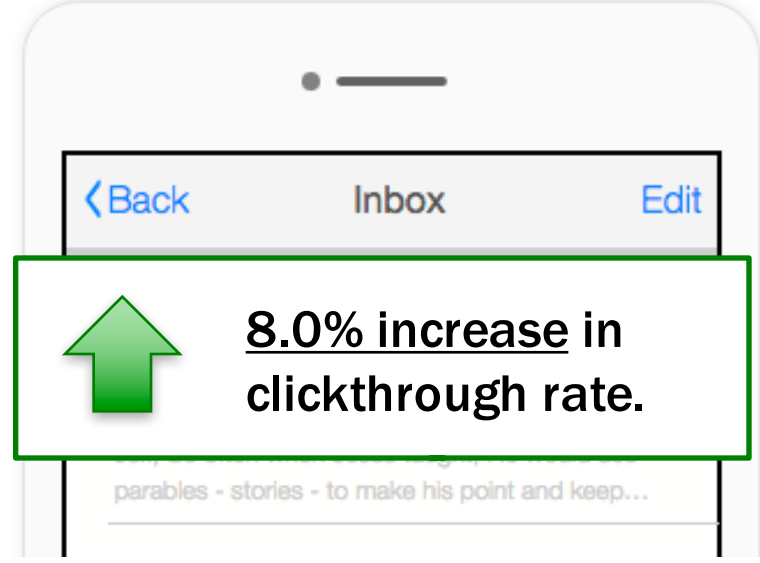 Back Inbox Edit
8.0% increase in
clickthrough rate.
parables - stories - to make his point and keep...